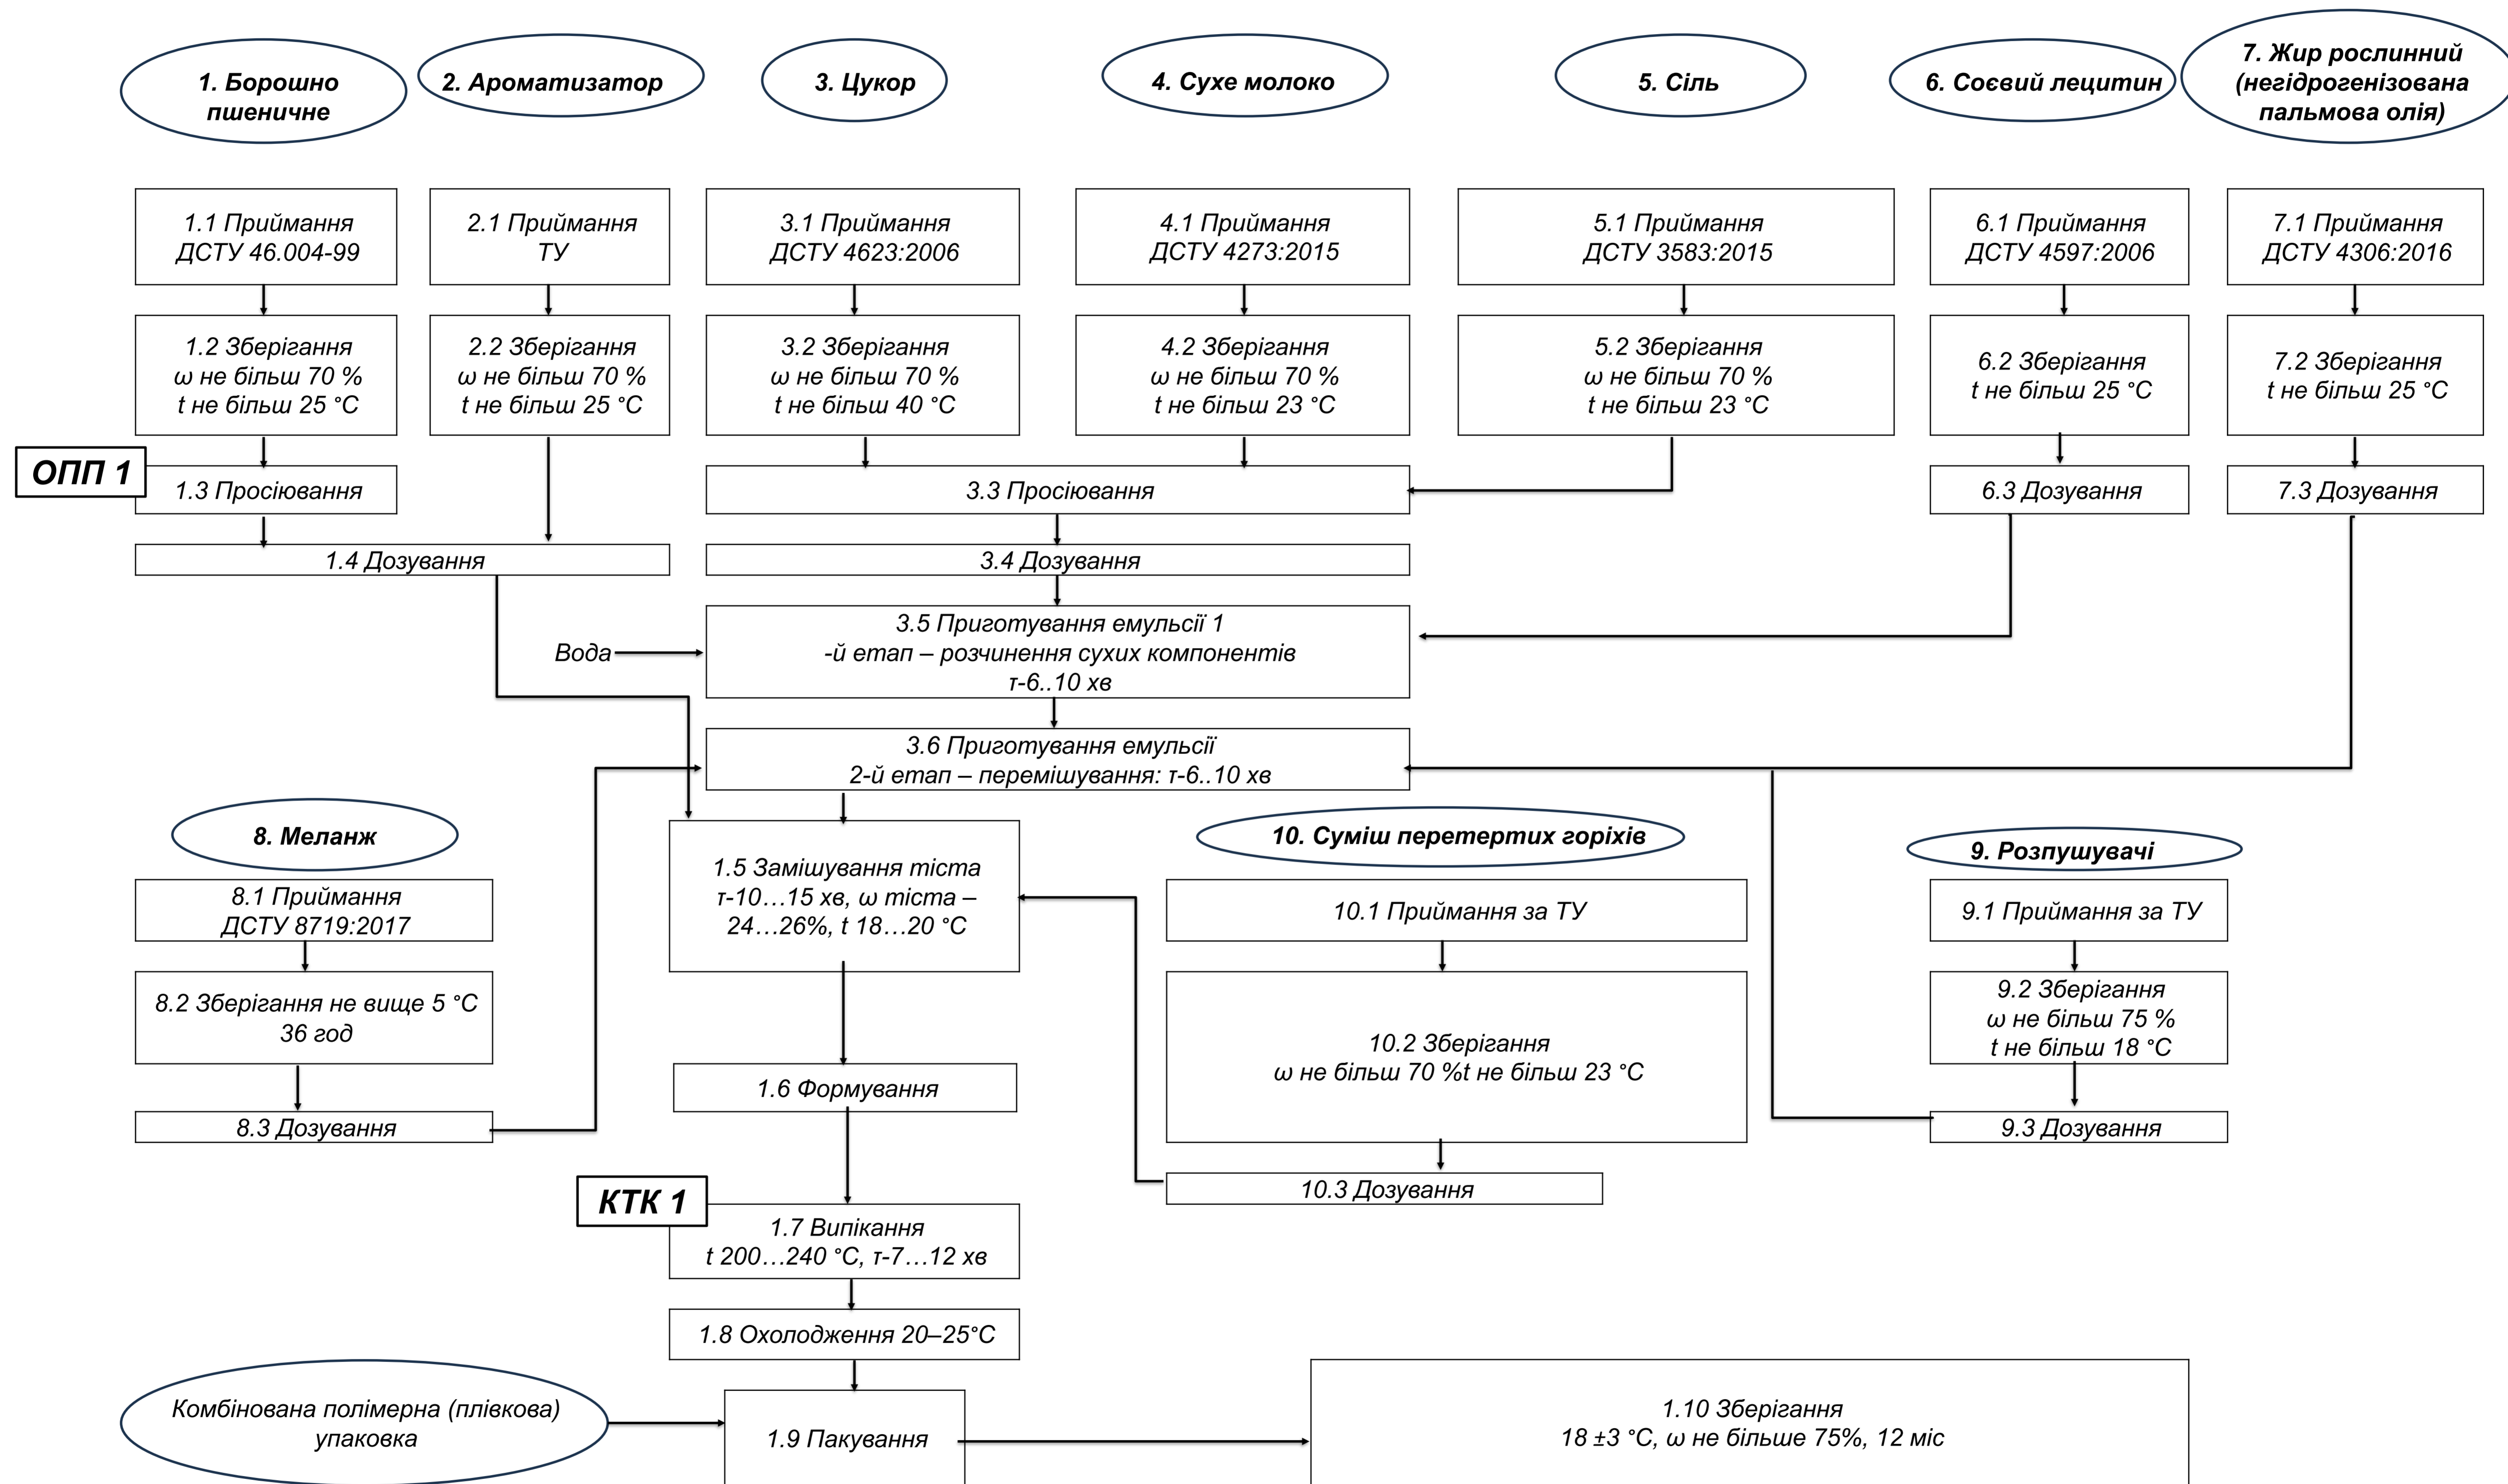 1. Борошно
пшеничне
2. Ароматизатор
3. Цукор
4. Сухе молоко
5. Сіль
6. Соєвий лецитин
7. Жир рослинний
(негідрогенізована
пальмова олія)
1.1 Приймання
ДСТУ 46.004-99
2.1 Приймання
ТУ
3.1 Приймання
ДСТУ 4623:2006
4.1 Приймання
ДСТУ 4273:2015
5.1 Приймання
ДСТУ 3583:2015
6.1 Приймання
ДСТУ 4597:2006
7.1 Приймання
ДСТУ 4306:2016
1.2 Зберігання
ω не більш 70 %
t не більш 25 °С
2.2 Зберігання
ω не більш 70 %
t не більш 25 °С
3.2 Зберігання
ω не більш 70 %
t не більш 40 °С
4.2 Зберігання
ω не більш 70 %
t не більш 23 °С
5.2 Зберігання
ω не більш 70 %
t не більш 23 °С
6.2 Зберігання
t не більш 25 °С
7.2 Зберігання
t не більш 25 °С
ОПП 1
1.3 Просіювання
3.3 Просіювання
6.3 Дозування
7.3 Дозування
1.4 Дозування
3.4 Дозування
3.5 Приготування емульсії 1
-й етап – розчинення сухих компонентів
τ-6..10 хв
Вода
3.6 Приготування емульсії
2-й етап – перемішування: τ-6..10 хв
8. Меланж
10. Суміш перетертих горіхів
9. Розпушувачі
8.1 Приймання
ДСТУ 8719:2017
1.5 Замішування тіста
τ-10…15 хв, ω тіста –
24…26%, t 18…20 °С
10.1 Приймання за ТУ
9.1 Приймання за ТУ
8.2 Зберігання не вище 5 °С
36 год
10.2 Зберігання
ω не більш 70 %t не більш 23 °С
9.2 Зберігання
ω не більш 75 %
t не більш 18 °С
1.6 Формування
8.3 Дозування
9.3 Дозування
10.3 Дозування
КТК 1
1.7 Випікання
t 200…240 °С, τ-7…12 хв
1.8 Охолодження 20–25°С
Комбінована полімерна (плівкова)
упаковка
1.9 Пакування
1.10 Зберігання
18 ±3 °С, ω не більше 75%, 12 міс